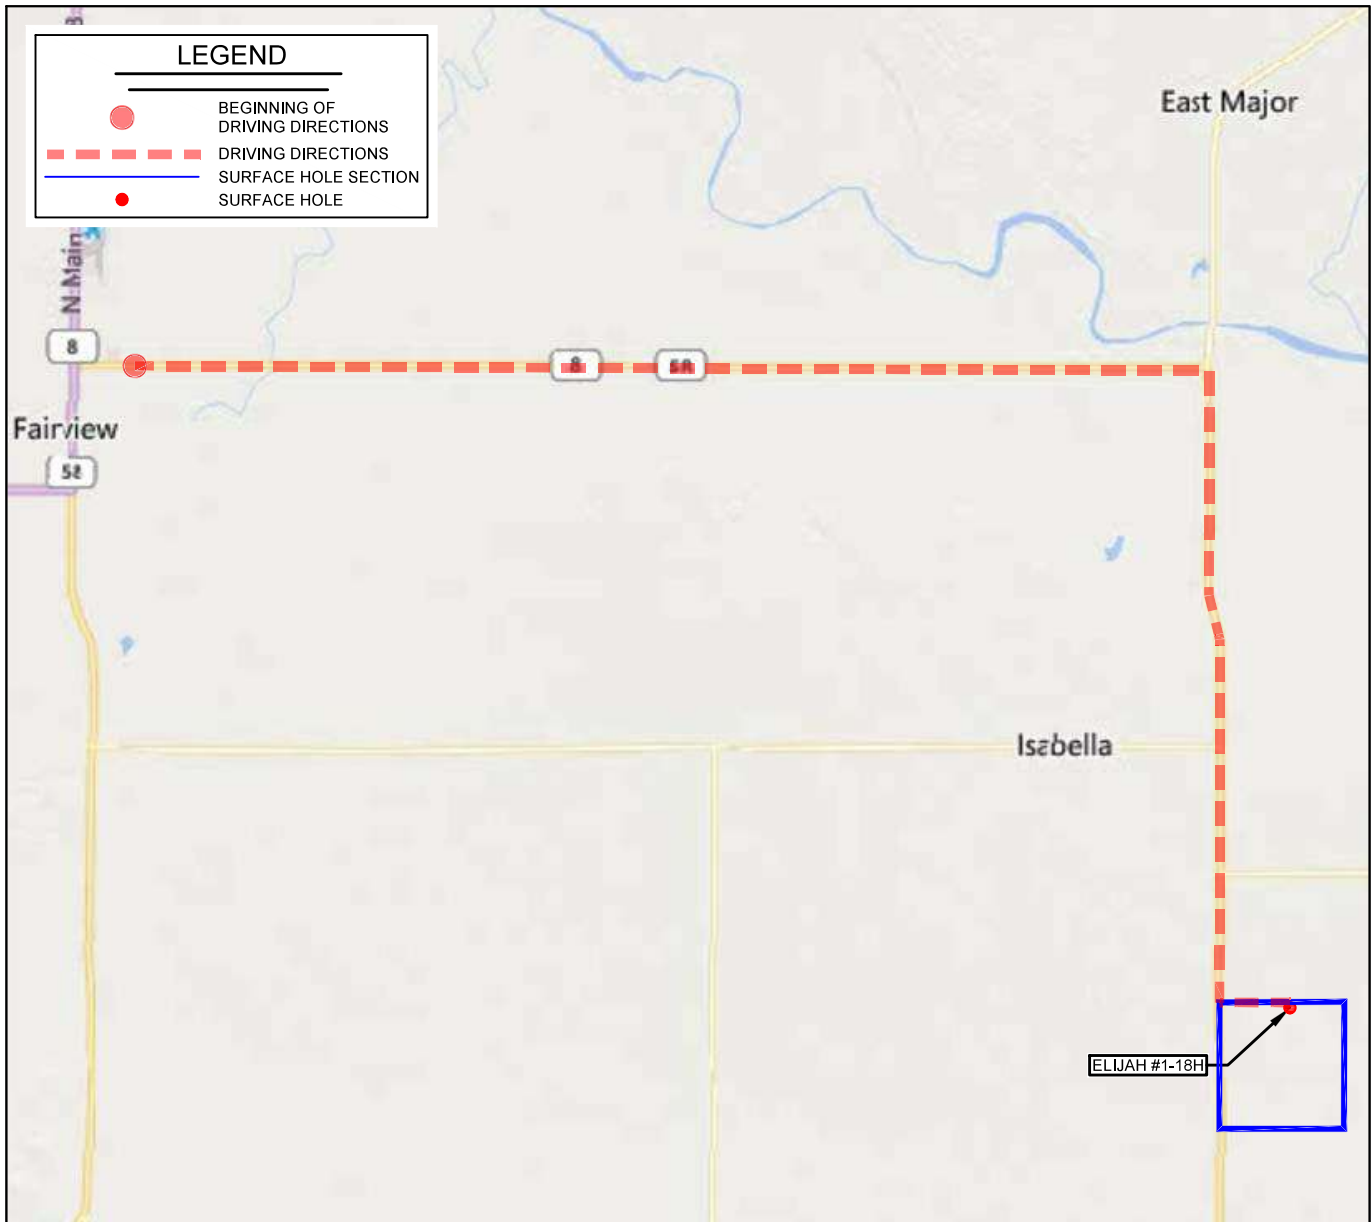 LEGEND
BEGINNING OF
DRIVING DIRECTIONS
DRIVING DIRECTIONS
SURFACE HOLE SECTION
SURFACE HOLE
East Major
N Main
8
8
58
Fairview
58
Isabella
ELIJAH #1-18H